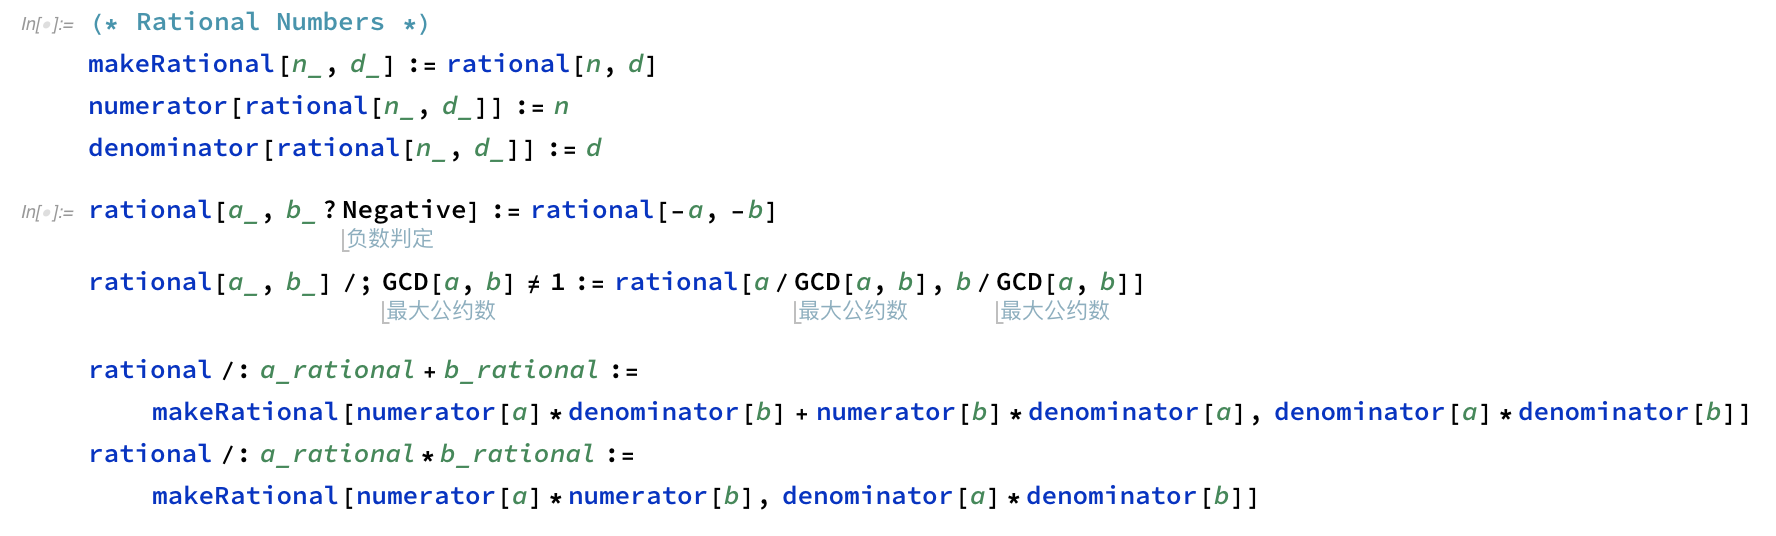 In[•]:= (* Rational Numbers *)
makeRational[n_, d_] := rational[n, d]
numerator[rational[n_, d_]] := n
denominator[rational[n_, d_]] := d
In[•]:= rational[a_, b_?Negative] := rational[-a, -b]
负数判定
rational[a_, b_] /; GCD[a, b] ≠ 1 := rational[a / GCD[a, b], b / GCD[a, b]]
最大公约数 最大公约数 最大公约数
rational /: a_rational + b_rational :=
makeRational[numerator[a] * denominator[b] + numerator[b] * denominator[a], denominator[a] * denominator[b]]
rational /: a_rational * b_rational :=
makeRational[numerator[a] * numerator[b], denominator[a] * denominator[b]]